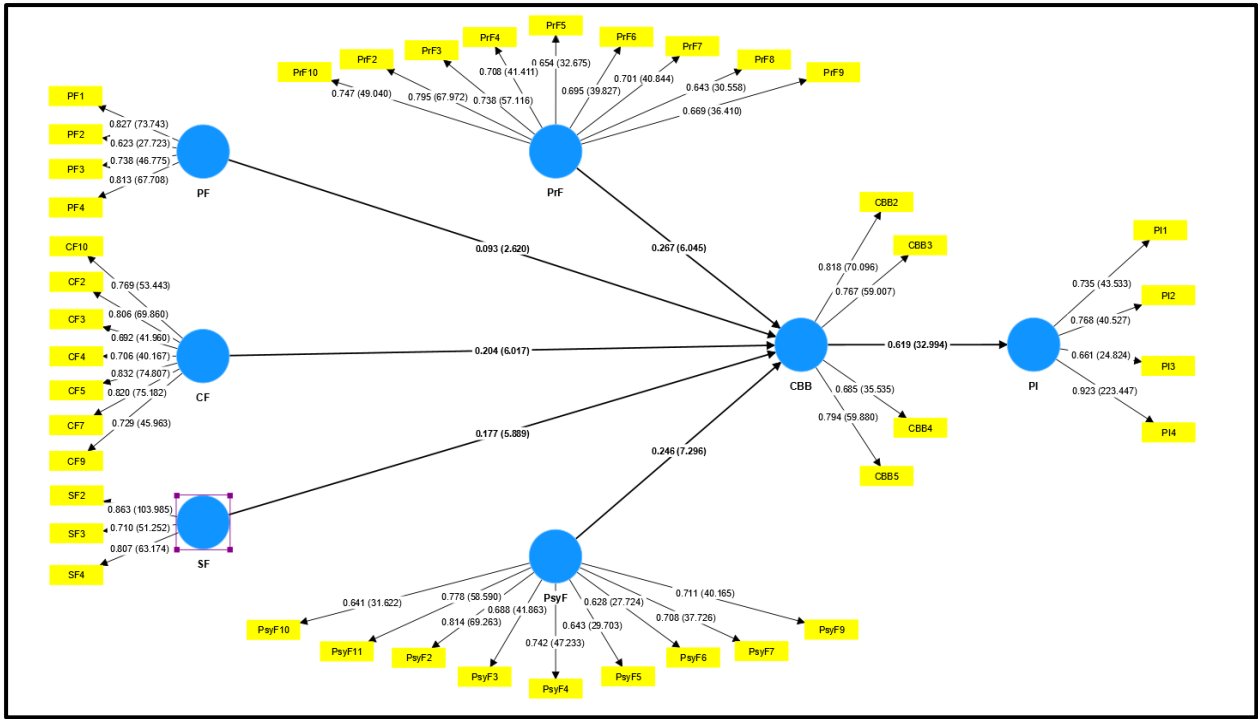 PrF5
PrF4
PrF6
PrF3
PrF7
PrF2
PrF8
PrF10
PrF9
0.747 (49.040)
0.795 (67.972)
0.738 (57.116)
0.708 (41.411)
0.654 (32.675)
0.695 (39.827)
0.701 (40.844)
0.643 (30.558)
0.669 (36.410)
PrF
PF1
PF2
PF3
PF4
0.827 (73.743)
0.623 (27.723)
0.738 (46.775)
0.813 (67.708)
PF
CF10
CF2
CF3
CF4
CF5
CF7
CF9
0.769 (53.443)
0.806 (69.860)
0.692 (41.960)
0.706 (40.167)
0.832 (74.807)
0.820 (75.182)
0.729 (45.963)
CF
SF2
SF3
SF4
0.863 (103.985)
0.710 (51.252)
0.807 (63.174)
SF
0.093 (2.620)
0.267 (6.045)
0.204 (6.017)
0.177 (5.889)
0.246 (7.296)
CBB2
CBB3
0.818 (70.096)
0.767 (59.007)
CBB
0.685 (35.535)
0.794 (59.880)
CBB4
CBB5
0.619 (32.994)
PI1
PI2
PI3
PI4
0.735 (43.533)
0.768 (40.527)
0.661 (24.824)
0.923 (223.447)
PI
PsyF
0.641 (31.622)
0.778 (58.590)
0.814 (69.263)
0.688 (41.863)
0.742 (47.233)
0.643 (29.703)
0.628 (27.724)
0.708 (37.726)
0.711 (40.165)
PsyF10
PsyF11
PsyF2
PsyF3
PsyF4
PsyF5
PsyF6
PsyF7
PsyF9